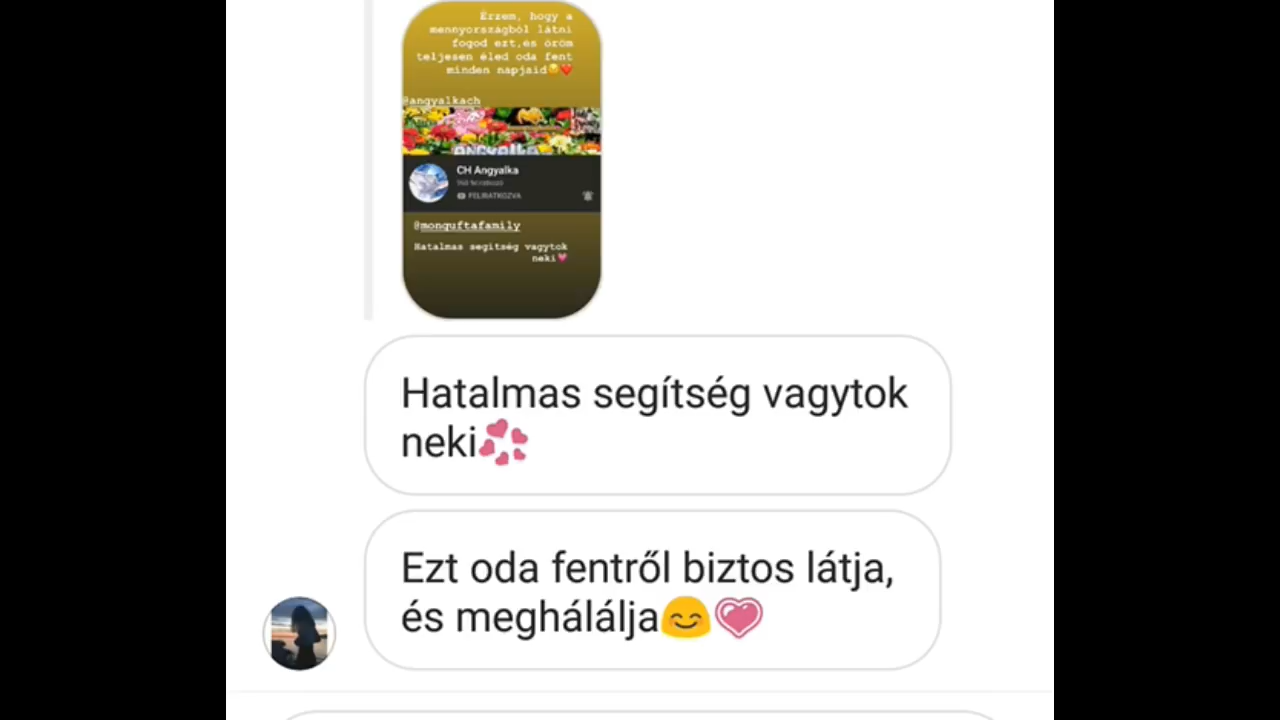 Érzem, hogy a
mennyországból látni
fogod ezt,és öröm
teljesen éled oda fent
minden napjaid😊❤️
@angyalkach
CH Angyalka
FELIRATKOZVA
@monguftafamily
Hatalmas segítség vagytok
neki💗
Hatalmas segítség vagytok
neki💞
Ezt oda fentről biztos látja,
és meghálálja😊💗